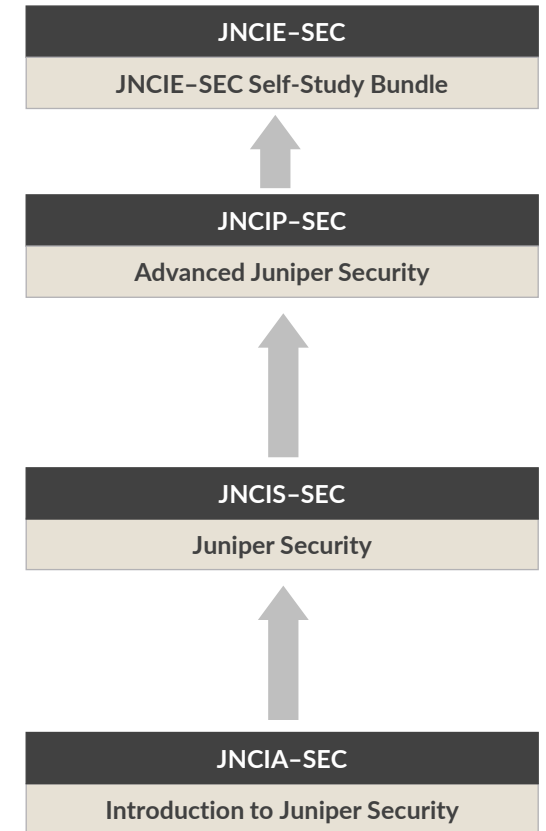 JNCIE–SEC
JNCIE–SEC Self-Study Bundle
JNCIP–SEC
Advanced Juniper Security
JNCIS–SEC
Juniper Security
JNCIA–SEC
Introduction to Juniper Security